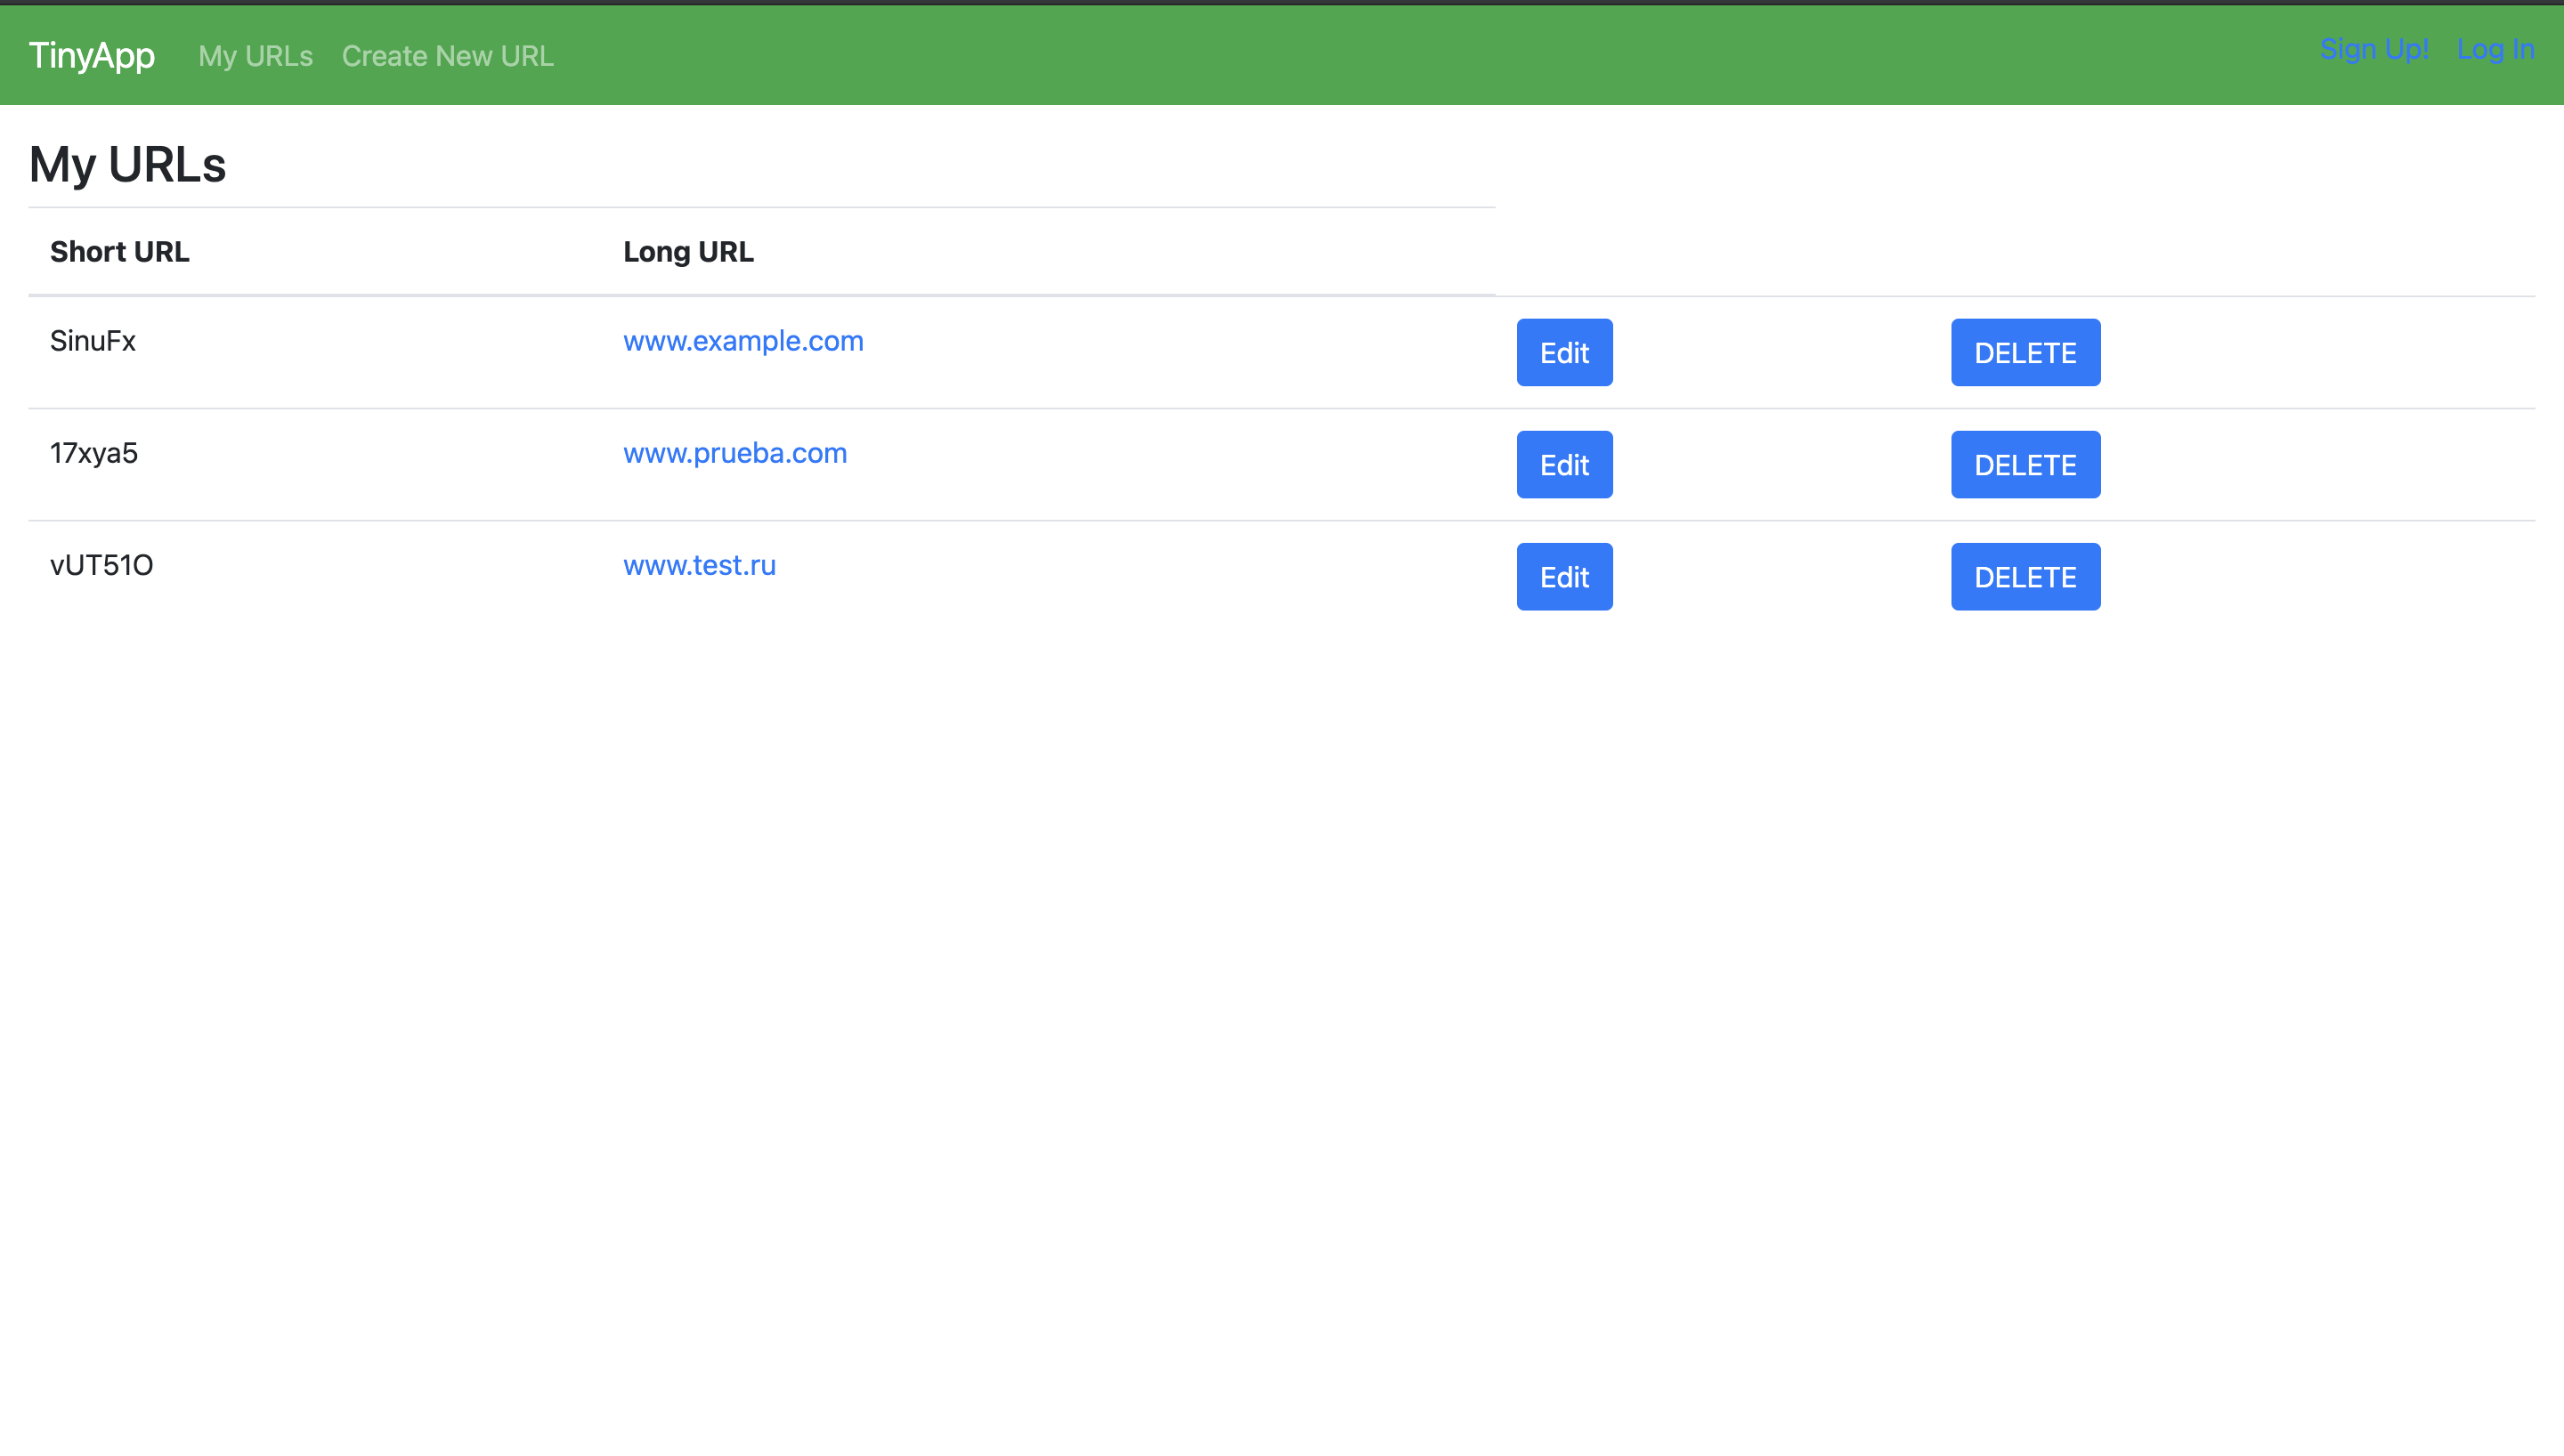 TinyApp My URLs Create New URL Sign Up! Log In
My URLs
Short URL Long URL
SinuFx www.example.com Edit DELETE
17xya5 www.prueba.com Edit DELETE
vUT51O www.test.ru Edit DELETE